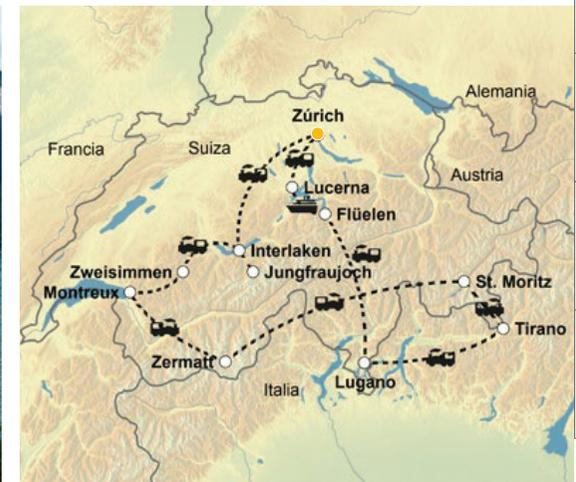 Alemania
Zúrich
Francia
Suiza
Austria
Lucerna
Flüelen
Interlaken
Zweisimmen
Jungfraujoch
Montreux
St. Moritz
Tirano
Zermatt
Lugano
Italia